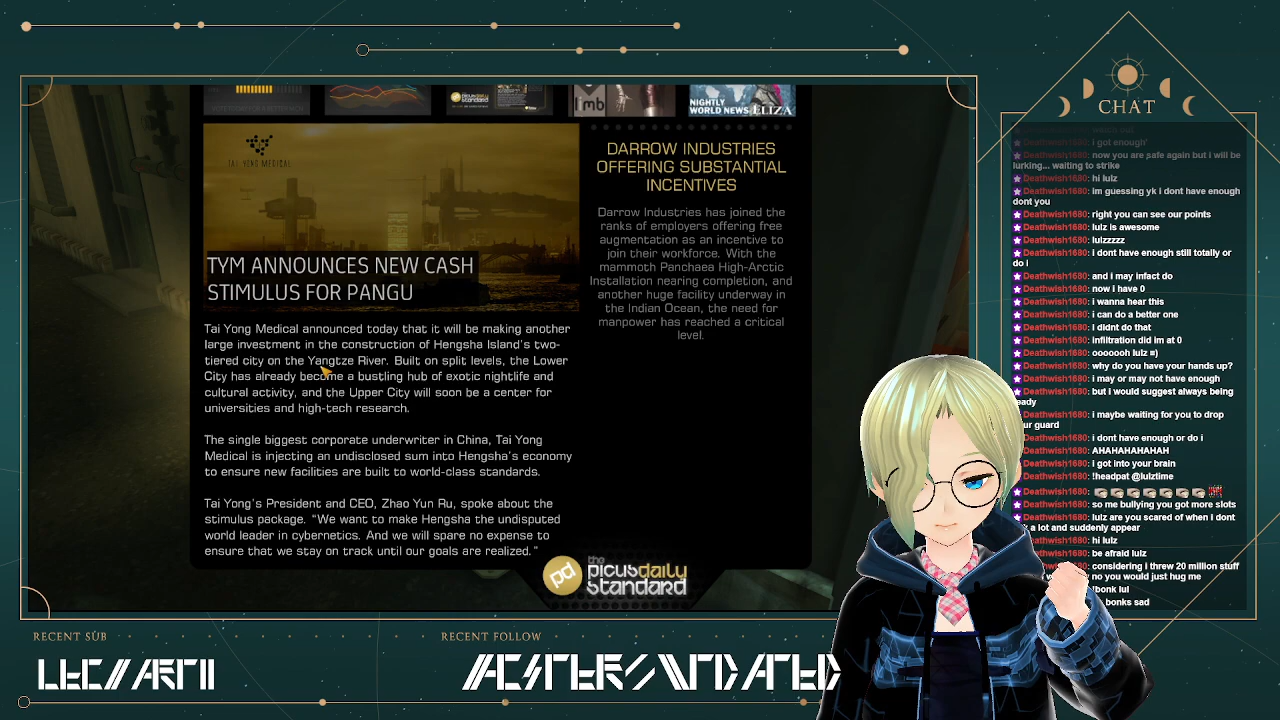 CHAT
TAI YONG MEDICAL
NIGHTLY
WORLD NEWS ELIZA
TYM ANNOUNCES NEW CASH
STIMULUS FOR PANGU
Tai Yong Medical announced today that it will be making another
large investment in the construction of Hengsha Island's two-
tiered city on the Yangtze River. Built on split levels, the Lower
City has already become a bustling hub of exotic nightlife and
cultural activity, and the Upper City will soon be a center for
universities and high-tech research.
The single biggest corporate underwriter in China, Tai Yong
Medical is injecting an undisclosed sum into Hengsha's economy
to ensure new facilities are built to world-class standards.
Tai Yong's President and CEO, Zhao Yun Ru, spoke about the
stimulus package. "We want to make Hengsha the undisputed
world leader in cybernetics. And we will spare no expense to
ensure that we stay on track until our goals are realized."
DARROW INDUSTRIES
OFFERING SUBSTANTIAL
INCENTIVES
Darrow Industries has joined the
ranks of employers offering free
augmentation as an incentive to
join their workforce. With the
mammoth Panchaea High-Arctic
Installation nearing completion, and
another huge facility underway in
the Indian Ocean, the need for
manpower has reached a critical
level.
pd the
picusdaily
standard
i got enough'
Deathwish1680: now you are safe again but i will be
lurking... waiting to strike
Deathwish1680: hi lulz
Deathwish1680: im guessing yk i dont have enough
dont you
Deathwish1680: right you can see our points
Deathwish1680: lulz is awesome
Deathwish1680: lulzzzzz
Deathwish1680: i dont have enough still totally or
do i
Deathwish1680: and i may infact do
Deathwish1680: now i have 0
Deathwish1680: i wanna hear this
Deathwish1680: i can do a better one
Deathwish1680: I didnt do that
Deathwish1680: infiltration did im at 0
Deathwish1680: ooooooh lulz =)
Deathwish1680: why do you have your hands up?
Deathwish1680: i may or may not have enough
Deathwish1680: but i would suggest always being
eady
Deathwish1680: i maybe waiting for you to drop
ur guard
Deathwish1680: i dont have enough or do i
Deathwish1680: AHAHAHAHAHAH
Deathwish1680: I got into your brain
Deathwish1680: !headpat @lulztime
Deathwish1680:
Deathwish1680: so me bullying you got more slots
Deathwish1680: lulz are you scared of when I dont
a lot and suddenly appear
Deathwish1680: hi lulz
Deathwish1680: be afraid lulz
Deathwish1680: considering i threw 20 million stuff
no you would just hug me
!bonk lul
bonks sad
RECENT SUB
RECENT FOLLOW